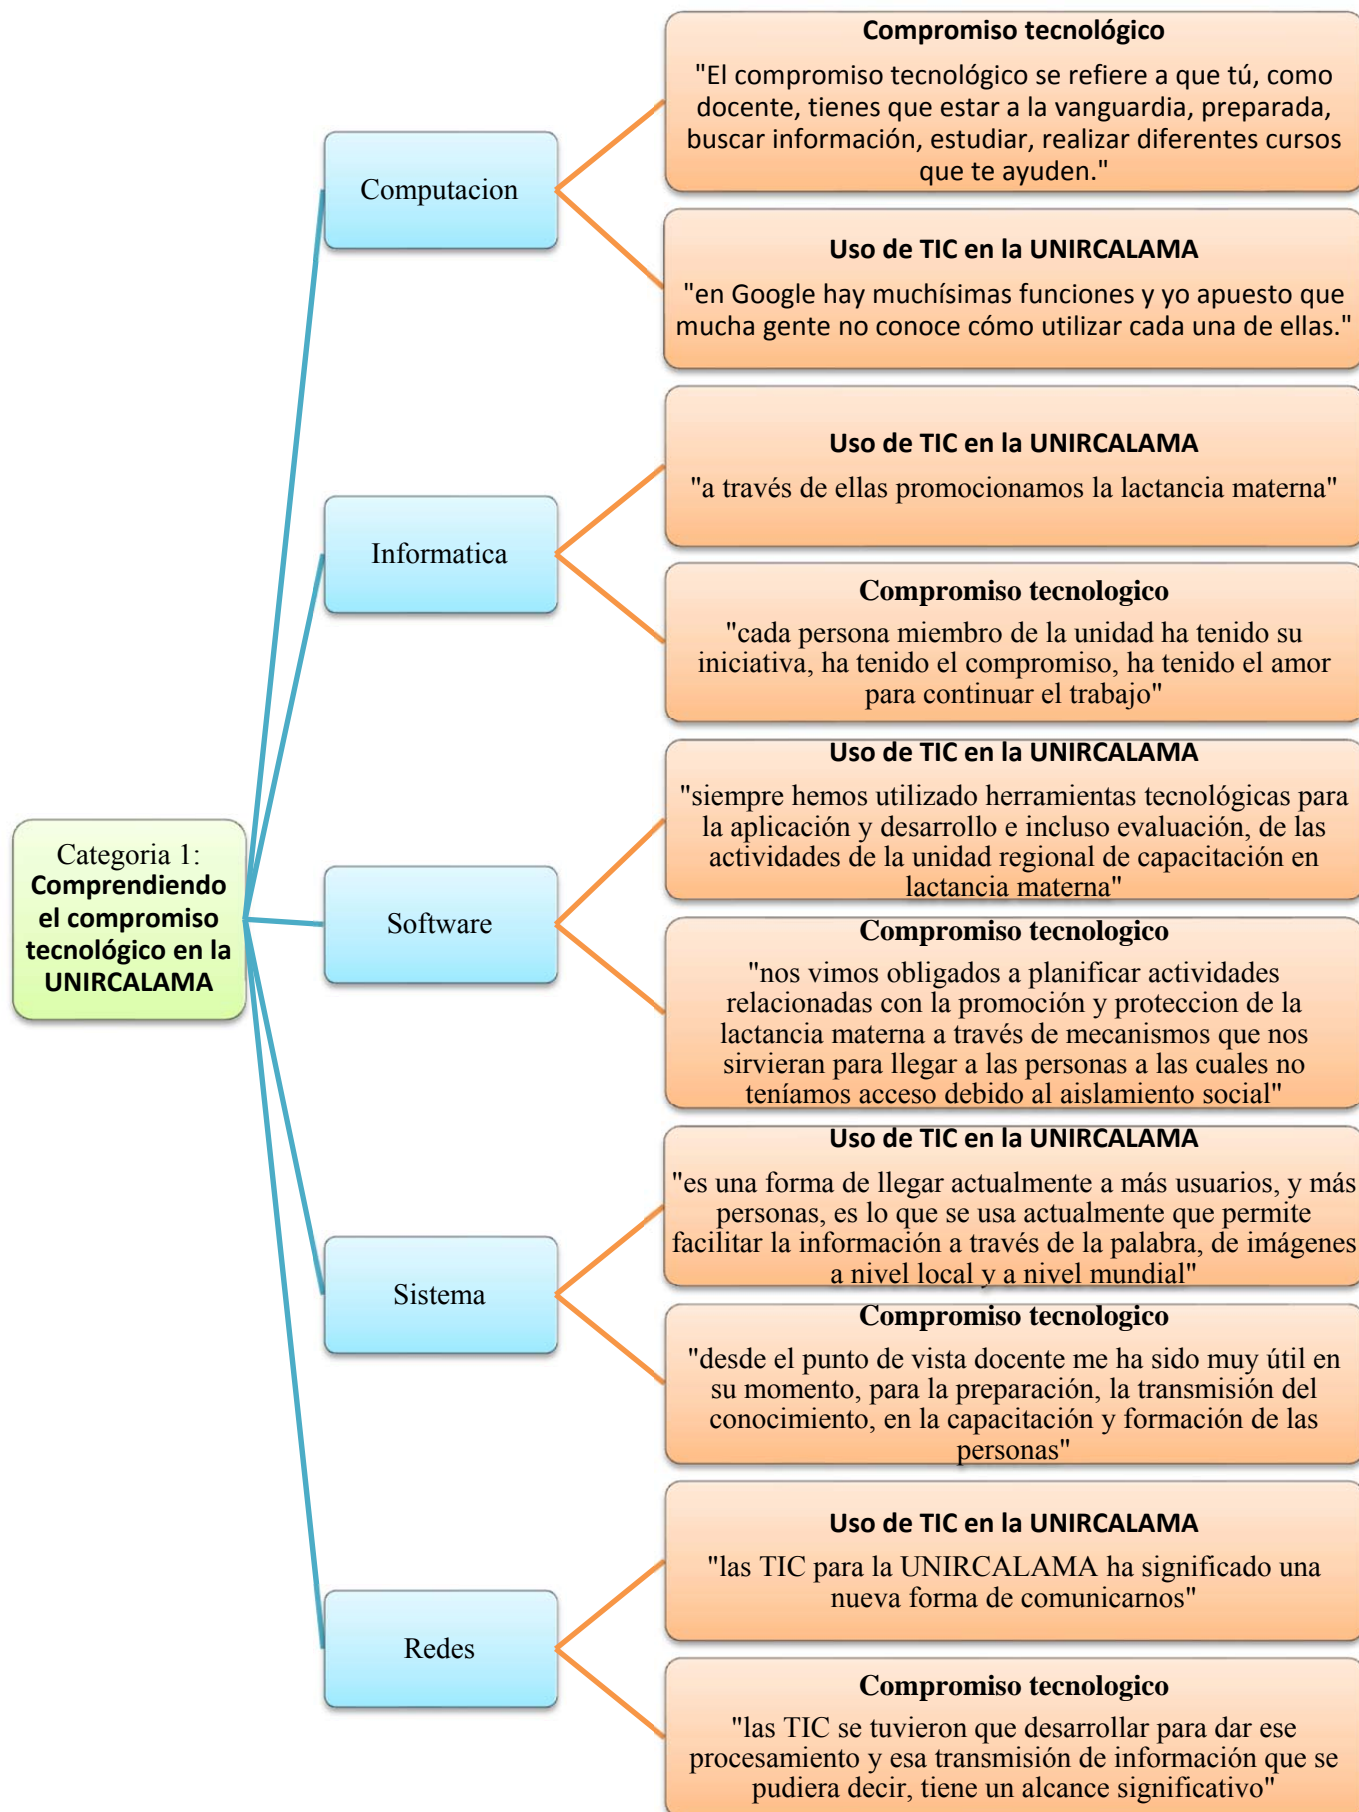 Categoria 1:
Comprendiendo
el compromiso
tecnológico en la
UNIRCALAMA
Computacion
Compromiso tecnológico
"El compromiso tecnológico se refiere a que tú, como
docente, tienes que estar a la vanguardia, preparada,
buscar información, estudiar, realizar diferentes cursos
que te ayuden."
Uso de TIC en la UNIRCALAMA
"en Google hay muchísimas funciones y yo apuesto que
mucha gente no conoce cómo utilizar cada una de ellas."
Informatica
Uso de TIC en la UNIRCALAMA
"a través de ellas promocionamos la lactancia materna"
Compromiso tecnologico
"cada persona miembro de la unidad ha tenido su
iniciativa, ha tenido el compromiso, ha tenido el amor
para continuar el trabajo"
Software
Uso de TIC en la UNIRCALAMA
"siempre hemos utilizado herramientas tecnológicas para
la aplicación y desarrollo e incluso evaluación, de las
actividades de la unidad regional de capacitación en
lactancia materna"
Compromiso tecnologico
"nos vimos obligados a planificar actividades
relacionadas con la promoción y proteccion de la
lactancia materna a través de mecanismos que nos
sirvieran para llegar a las personas a las cuales no
teníamos acceso debido al aislamiento social"
Sistema
Uso de TIC en la UNIRCALAMA
"es una forma de llegar actualmente a más usuarios, y más
personas, es lo que se usa actualmente que permite
facilitar la información a través de la palabra, de imágenes
a nivel local y a nivel mundial"
Compromiso tecnologico
"desde el punto de vista docente me ha sido muy útil en
su momento, para la preparación, la transmisión del
conocimiento, en la capacitación y formación de las
personas"
Redes
Uso de TIC en la UNIRCALAMA
"las TIC para la UNIRCALAMA ha significado una
nueva forma de comunicarnos"
Compromiso tecnologico
"las TIC se tuvieron que desarrollar para dar ese
procesamiento y esa transmisión de información que se
pudiera decir, tiene un alcance significativo"